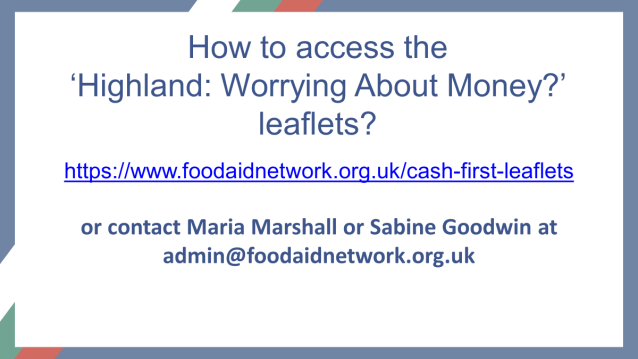 How to access the
‘Highland: Worrying About Money?’
leaflets?
https://www.foodaidnetwork.org.uk/cash-first-leaflets
or contact Maria Marshall or Sabine Goodwin at
admin@foodaidnetwork.org.uk